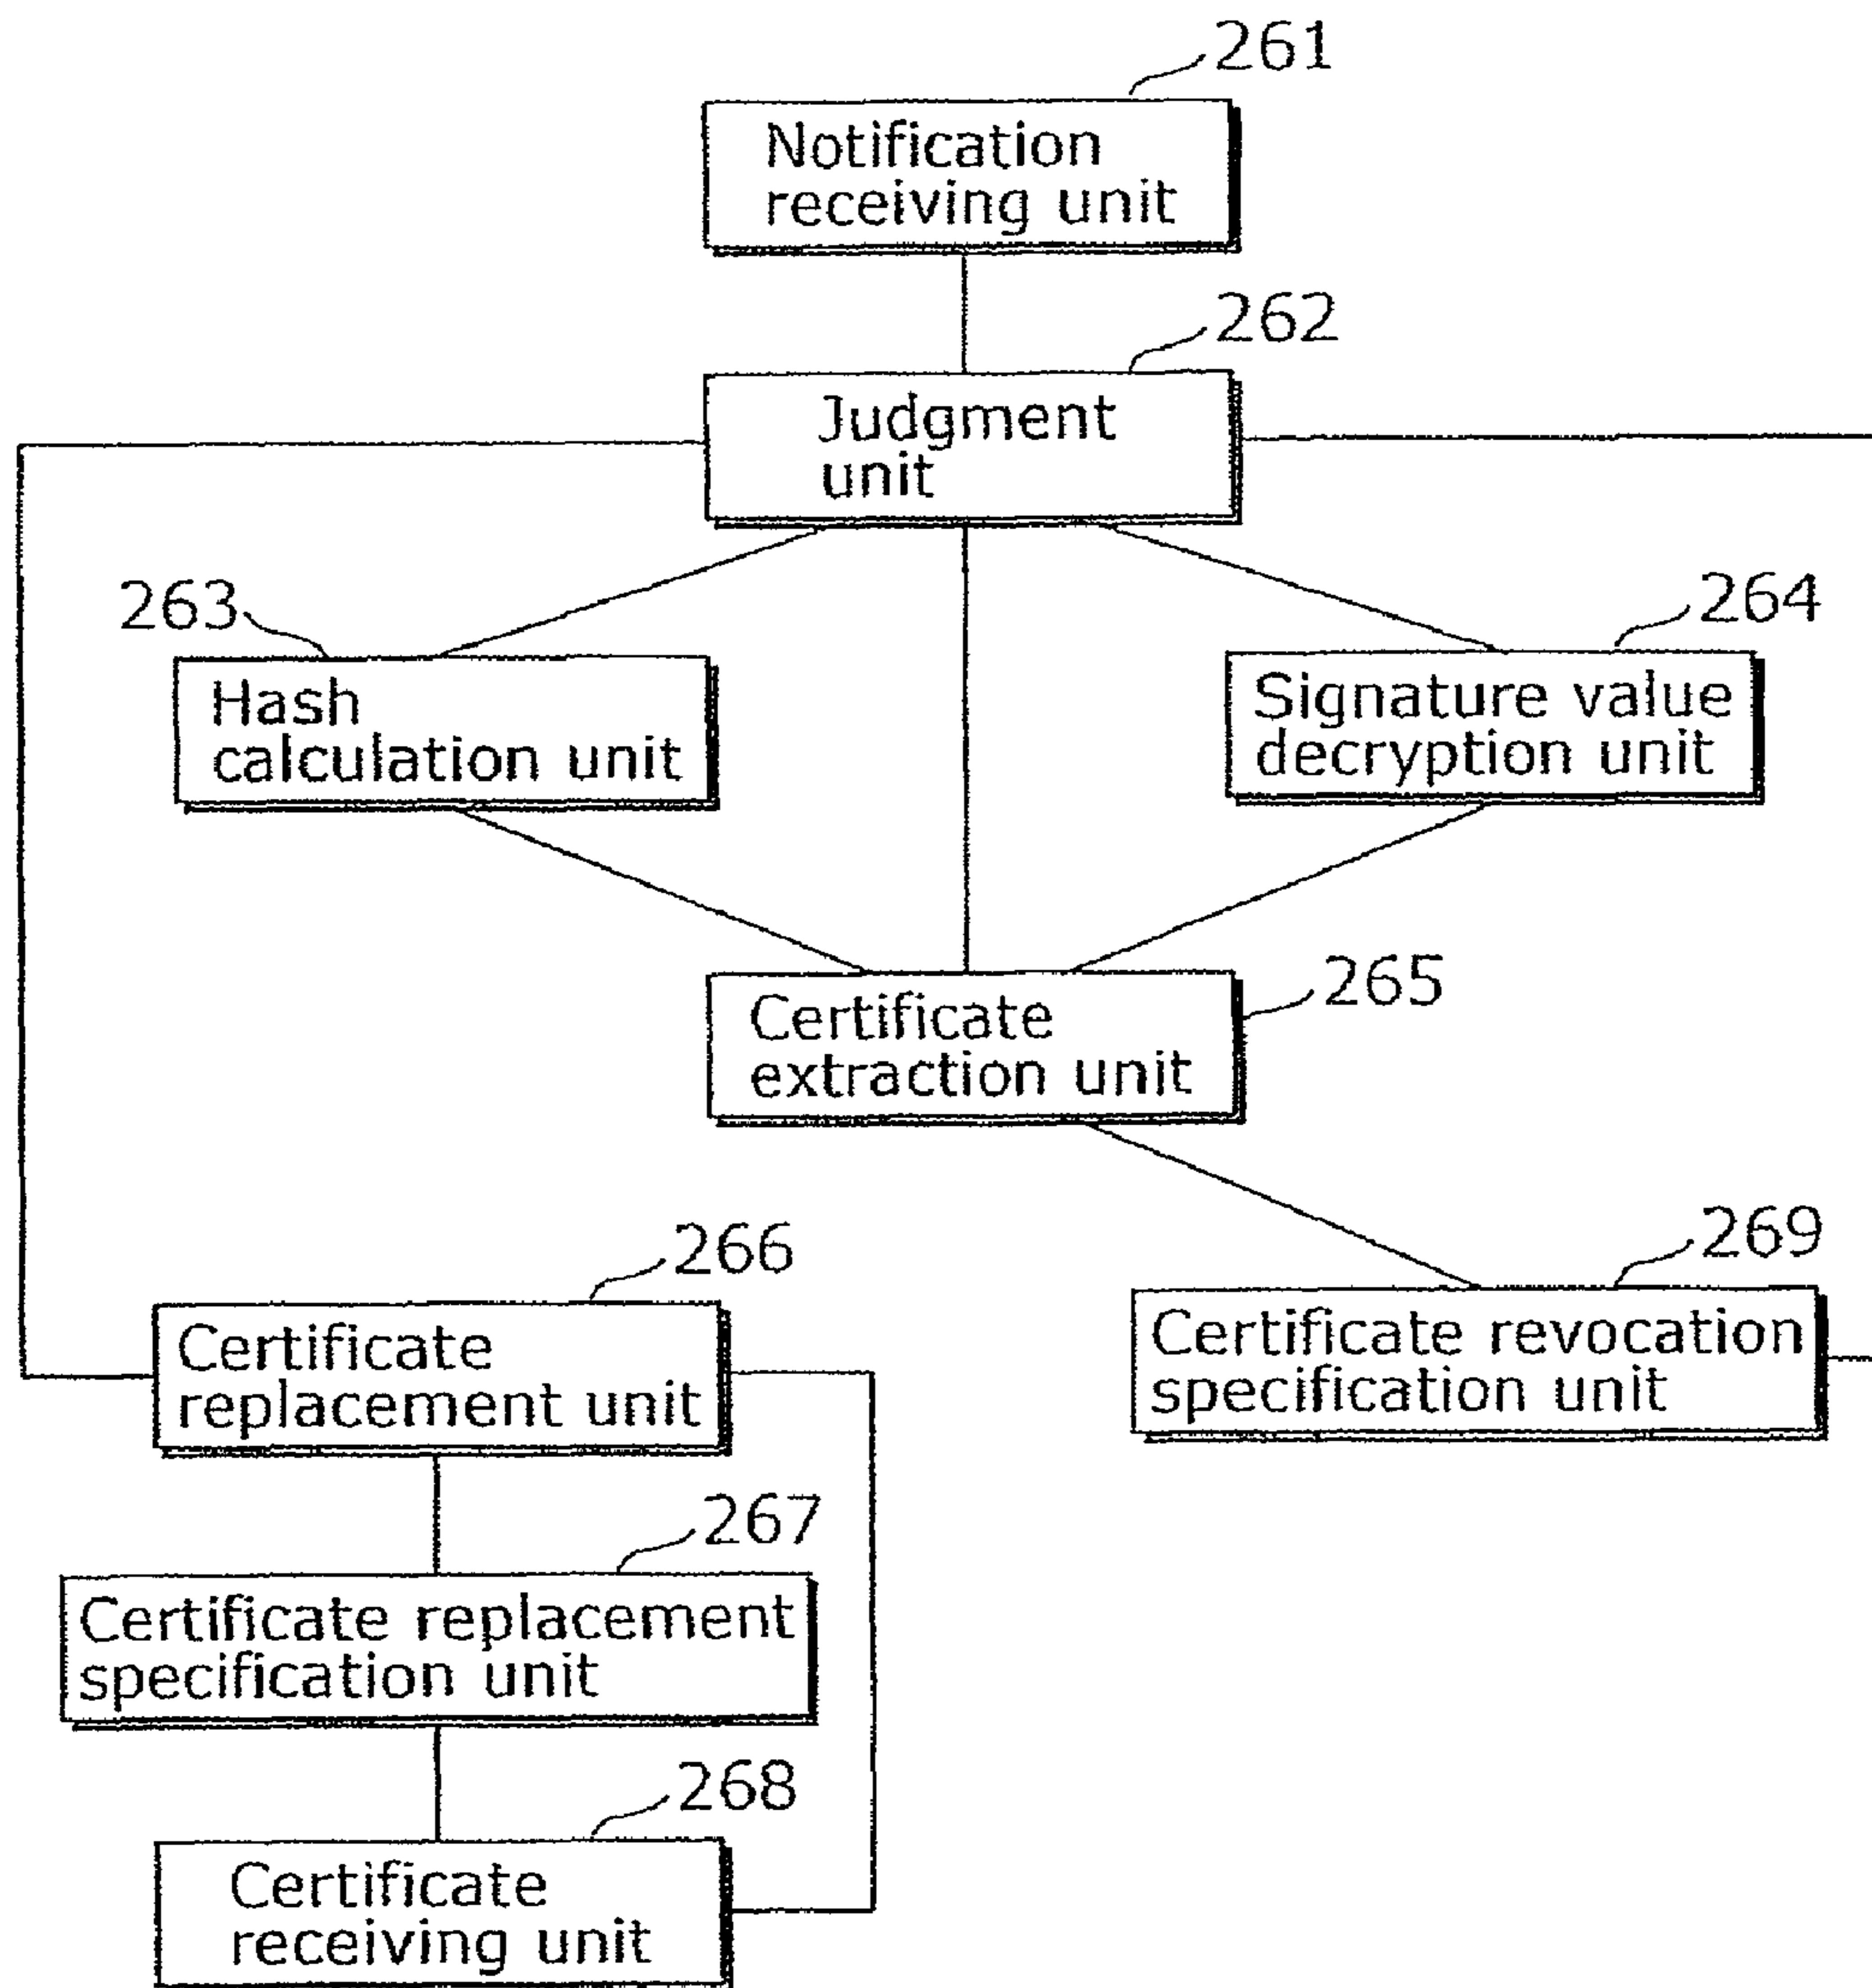 261
Notification
receiving unit
262
Judgment
unit
263
Hash
calculation unit
264
Signature value
decryption unit
265
Certificate
extraction unit
266
Certificate
replacement unit
269
Certificate revocation
specification unit
267
Certificate replacement
specification unit
268
Certificate
receiving unit